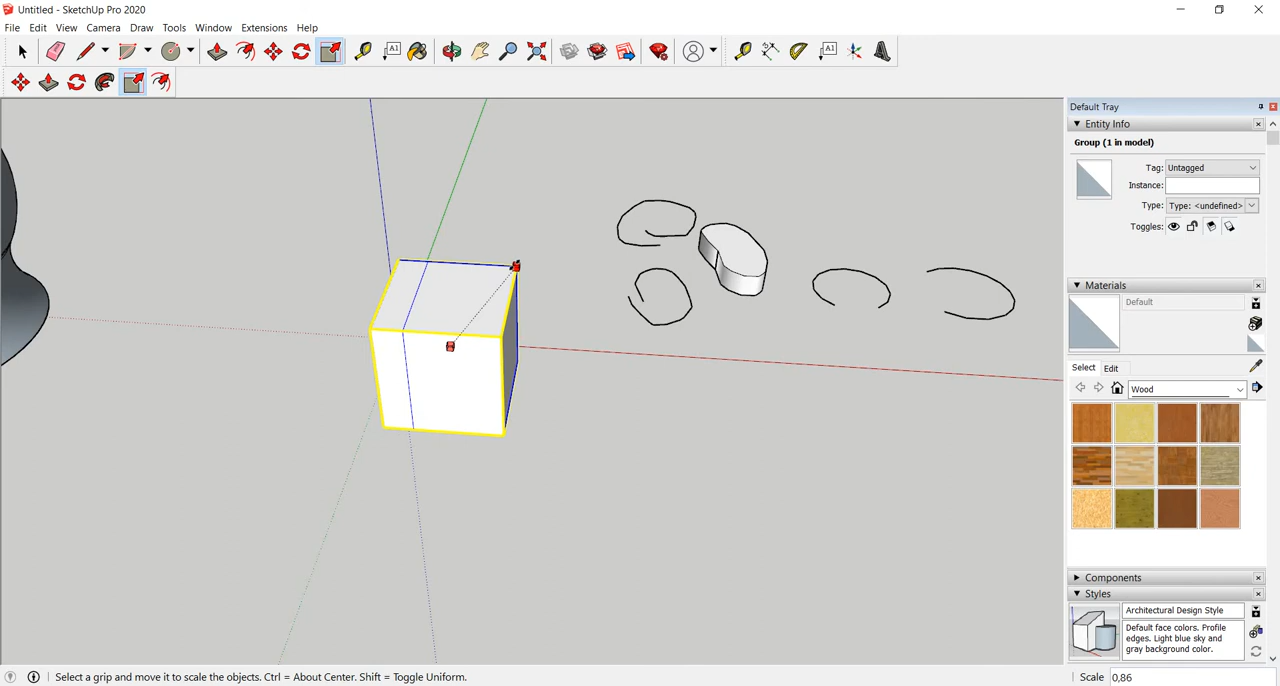 Untitled - SketchUp Pro 2020
File Edit View Camera Draw Tools Window Extensions Help
A1
A1
Default Tray
Entity Info
Group (1 in model)
Tag: Untagged
Instance:
Type: Type: <undefined>
Toggles:
Materials
Default
Select Edit
Wood
Components
Styles
Architectural Design Style
Default face colors. Profile
edges. Light blue sky and
gray background color.
Select a grip and move it to scale the objects. Ctrl = About Center. Shift = Toggle Uniform.
Scale 0,86